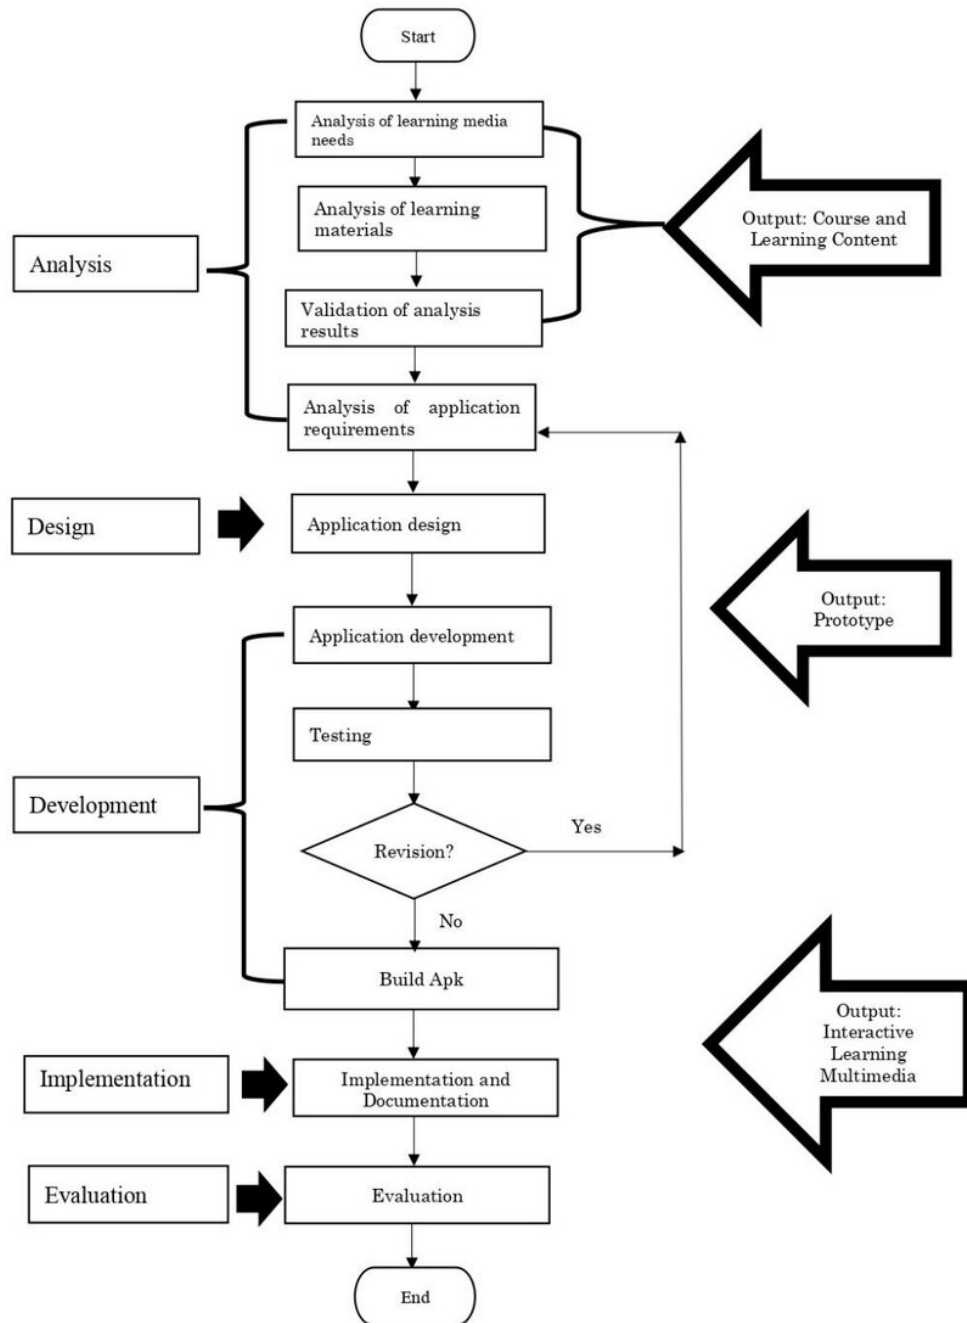 Start
Analysis of learning media
needs
Analysis of learning
materials
Output: Course and
Learning Content
Analysis
Validation of analysis
results
Analysis of application
requirements
Design
Application design
Output:
Prototype
Application development
Testing
Development
Revision?
Yes
No
Build Apk
Output:
Interactive
Learning
Multimedia
Implementation
Implementation and
Documentation
Evaluation
Evaluation
End